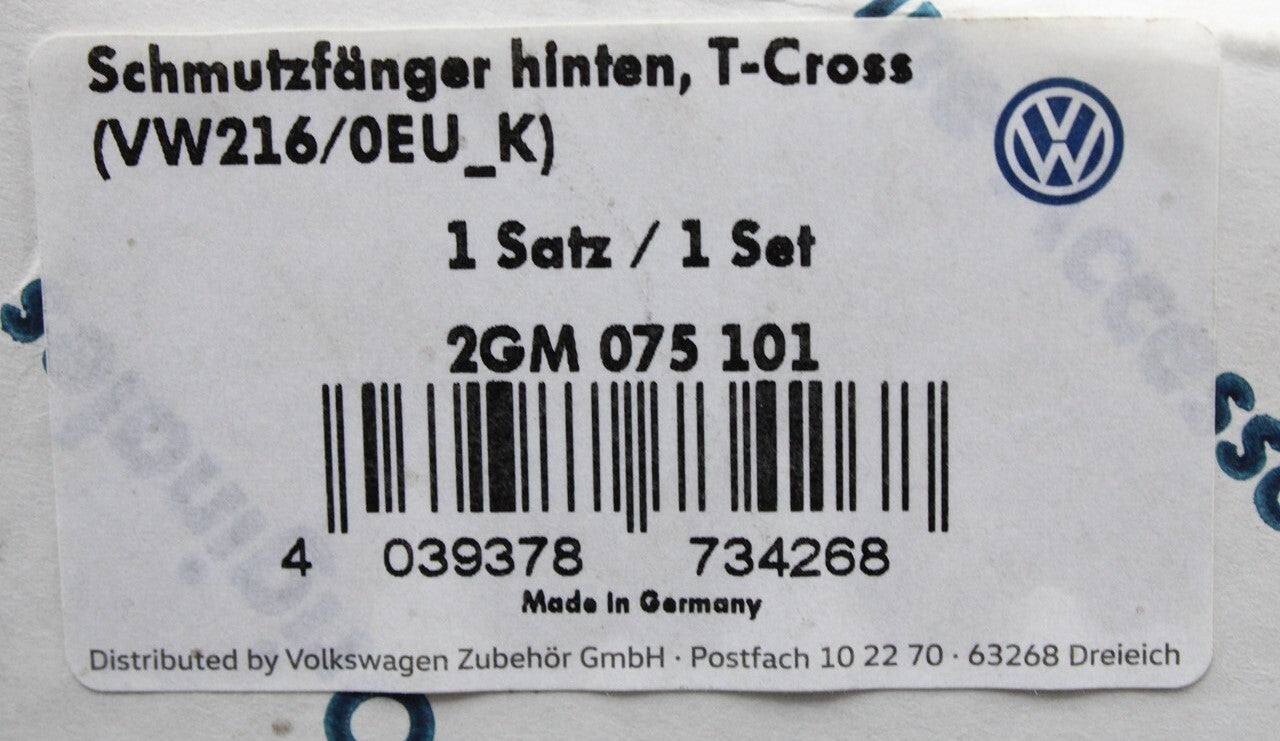 Schmutzfänger hinten, T-Cross
(VW216/0EU_K)
1 Satz / 1 Set
2GM 075 101
4 039378 734268
Made in Germany
Distributed by Volkswagen Zubehör GmbH · Postfach 10 22 70 · 63268 Dreieich